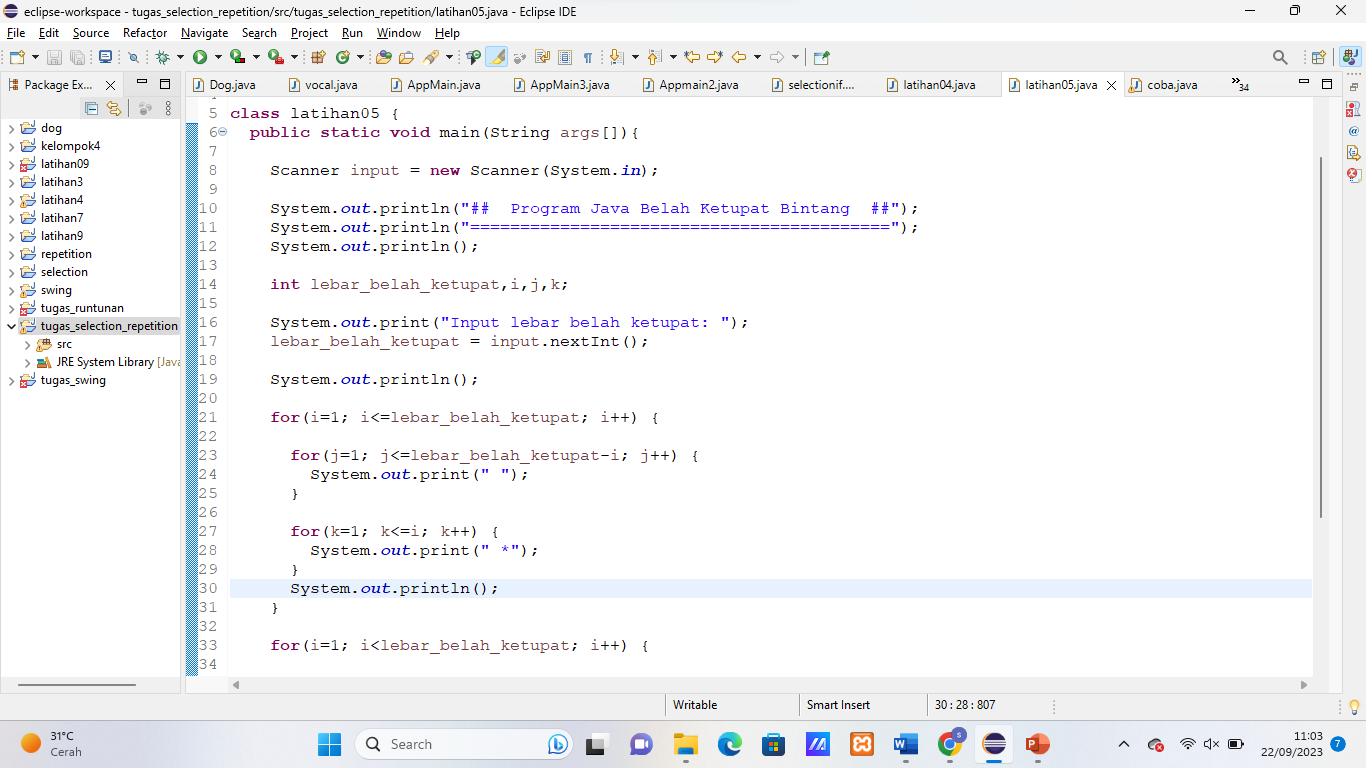 eclipse-workspace - tugas_selection_repetition/src/tugas_selection_repetition/latihan05.java - Eclipse IDE
File Edit Source Refactor Navigate Search Project Run Window Help
Package Ex...
Dog.java vocal.java AppMain.java AppMain3.java Appmain2.java selectionif.... latihan04.java latihan05.java coba.java 34
dog
kelompok4
latihan09
latihan3
latihan4
latihan7
latihan9
repetition
selection
swing
tugas_runtunan
tugas_selection_repetition
src
JRE System Library [Java
tugas_swing
5 class latihan05 {
6 public static void main(String args[]){
7
8 Scanner input = new Scanner(System.in);
9
10 System.out.println("##  Program Java Belah Ketupat Bintang  ##");
11 System.out.println("==========================================");
12 System.out.println();
13
14 int lebar_belah_ketupat,i,j,k;
15
16 System.out.print("Input lebar belah ketupat: ");
17 lebar_belah_ketupat = input.nextInt();
18
19 System.out.println();
20
21 for(i=1; i<=lebar_belah_ketupat; i++) {
22
23 for(j=1; j<=lebar_belah_ketupat-i; j++) {
24 System.out.print(" ");
25 }
26
27 for(k=1; k<=i; k++) {
28 System.out.print(" *");
29 }
30 System.out.println();
31 }
32
33 for(i=1; i<lebar_belah_ketupat; i++) {
34
Writable Smart Insert 30 : 28 : 807
31°C
Cerah
Search
11:03
22/09/2023
7